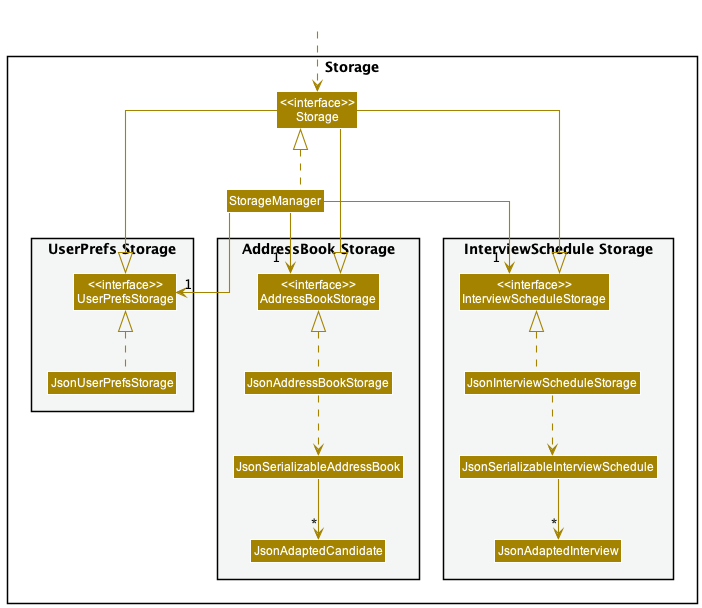 Storage
<<interface>>
Storage
StorageManager
UserPrefs Storage
AddressBook Storage
InterviewSchedule Storage
1
1
1
<<interface>>
UserPrefsStorage
<<interface>>
AddressBookStorage
<<interface>>
InterviewScheduleStorage
JsonUserPrefsStorage
JsonAddressBookStorage
JsonInterviewScheduleStorage
JsonSerializableAddressBook
JsonSerializableInterviewSchedule
*
*
JsonAdaptedCandidate
JsonAdaptedInterview